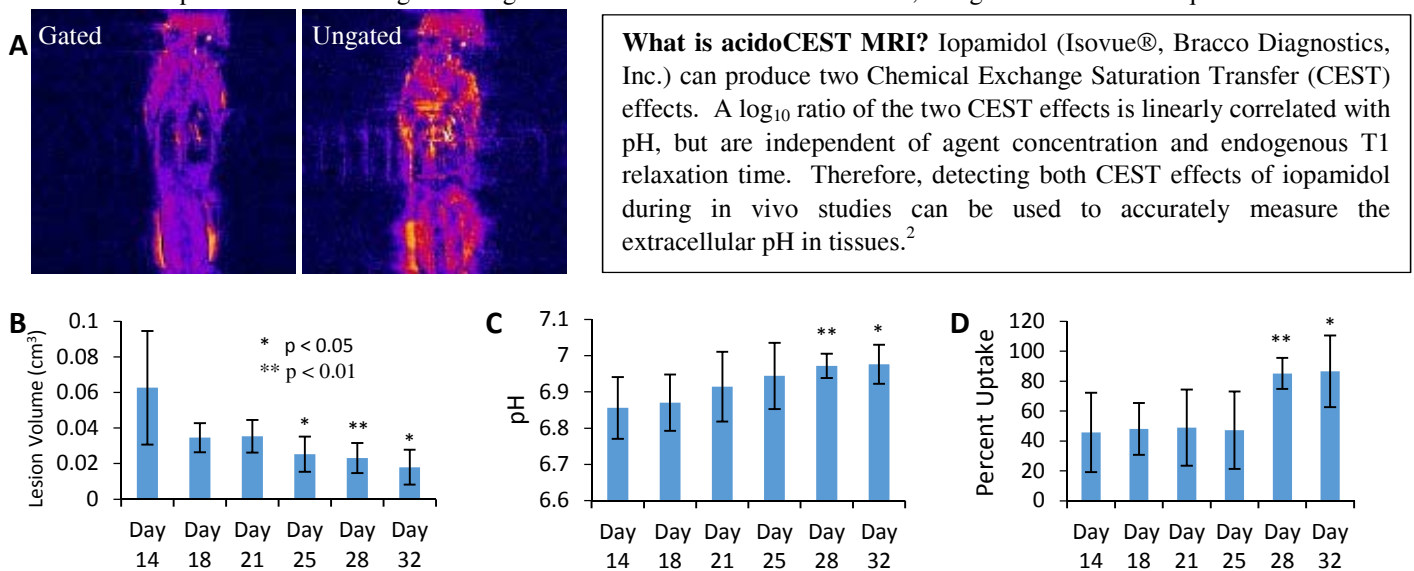 A
Gated
Ungated
What is acidoCEST MRI? Iopamidol (Isovue®, Bracco Diagnostics,
Inc.) can produce two Chemical Exchange Saturation Transfer (CEST)
effects. A log10 ratio of the two CEST effects is linearly correlated with
pH, but are independent of agent concentration and endogenous T1
relaxation time. Therefore, detecting both CEST effects of iopamidol
during in vivo studies can be used to accurately measure the
extracellular pH in tissues.2
B
Lesion Volume (cm³)
0.1
0.08
0.06
0.04
0.02
0
* p < 0.05
** p < 0.01
* ** *
Day Day Day Day Day Day
14 18 21 25 28 32
C
pH
7.1
7
6.9
6.8
6.7
6.6
** *
Day Day Day Day Day Day
14 18 21 25 28 32
D
Percent Uptake
120
100
80
60
40
20
0
** *
Day Day Day Day Day Day
14 18 21 25 28 32